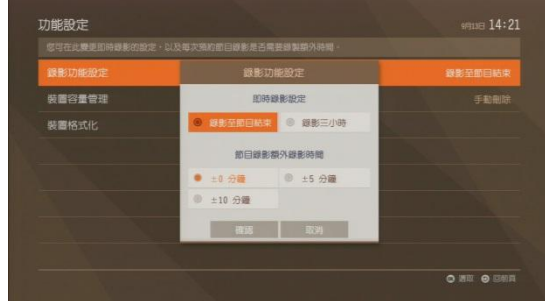 功能設定
8月13日 14:21
您可在此變更即時錄影的設定，以及每次預約節目錄影是否需要錄製額外時間。
錄影功能設定
錄影至節目結束
裝置容量管理
手動刪除
裝置格式化
錄影功能設定
即時錄影設定
錄影至節目結束 錄影三小時
節目錄影額外錄影時間
±0 分鐘 ±5 分鐘
±10 分鐘
確認 取消
選取 回前頁